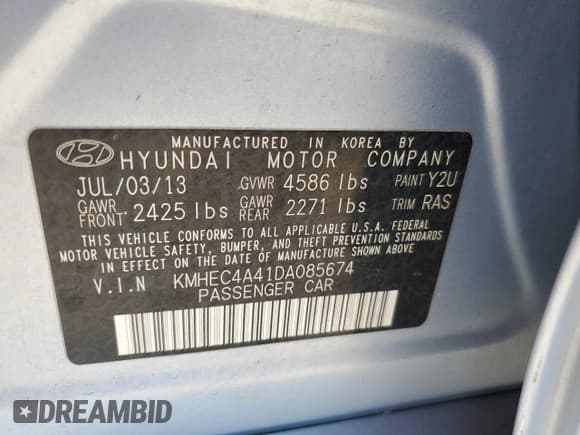 MANUFACTURED IN KOREA BY
HYUNDAI MOTOR COMPANY
JUL/03/13 GVWR 4586 lbs PAINT Y2U
GAWR FRONT 2425 lbs GAWR REAR 2271 lbs TRIM RAS
THIS VEHICLE CONFORMS TO ALL APPLICABLE U.S.A. FEDERAL
MOTOR VEHICLE SAFETY, BUMPER, AND THEFT PREVENTION STANDARDS
IN EFFECT ON THE DATE OF MANUFACTURE SHOWN ABOVE.
V.I.N KMHEC4A41DA085674
PASSENGER CAR
DREAMBID